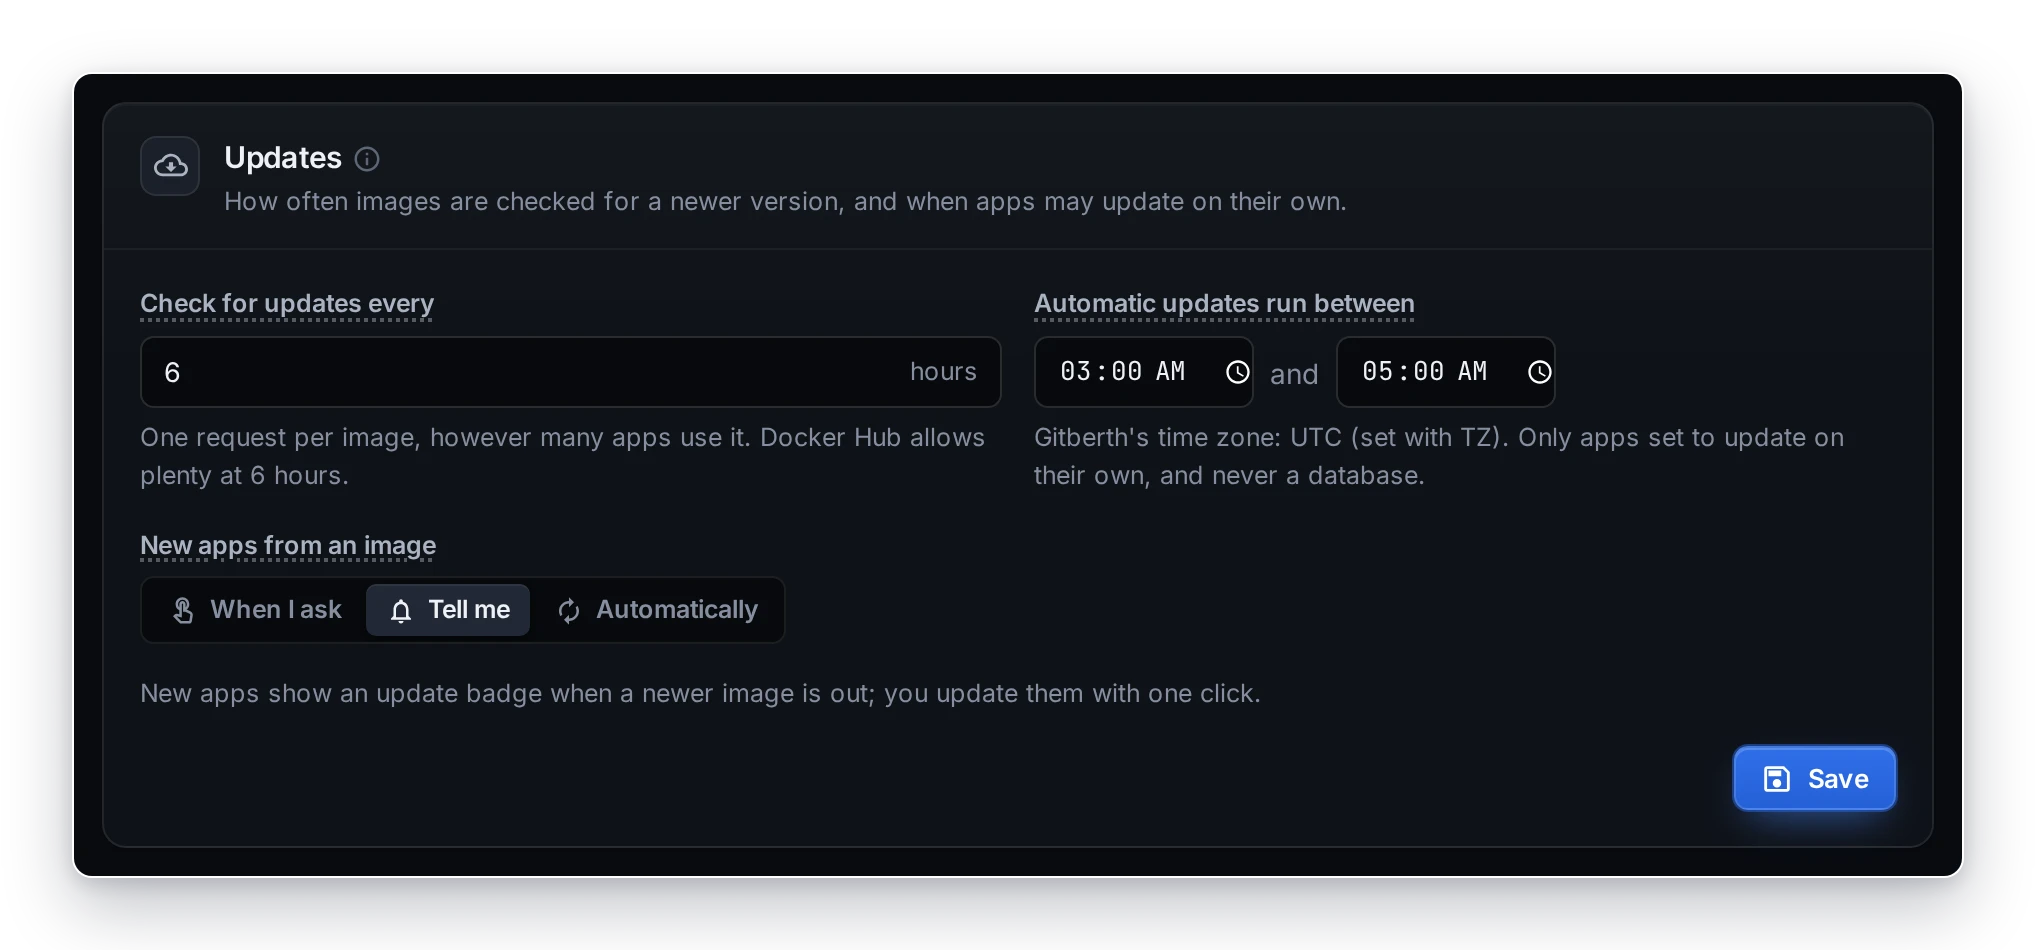 Updates
How often images are checked for a newer version, and when apps may update on their own.
Check for updates every
6 hours
One request per image, however many apps use it. Docker Hub allows
plenty at 6 hours.
Automatic updates run between
03:00 AM and 05:00 AM
Gitberth's time zone: UTC (set with TZ). Only apps set to update on
their own, and never a database.
New apps from an image
When I ask Tell me Automatically
New apps show an update badge when a newer image is out; you update them with one click.
Save